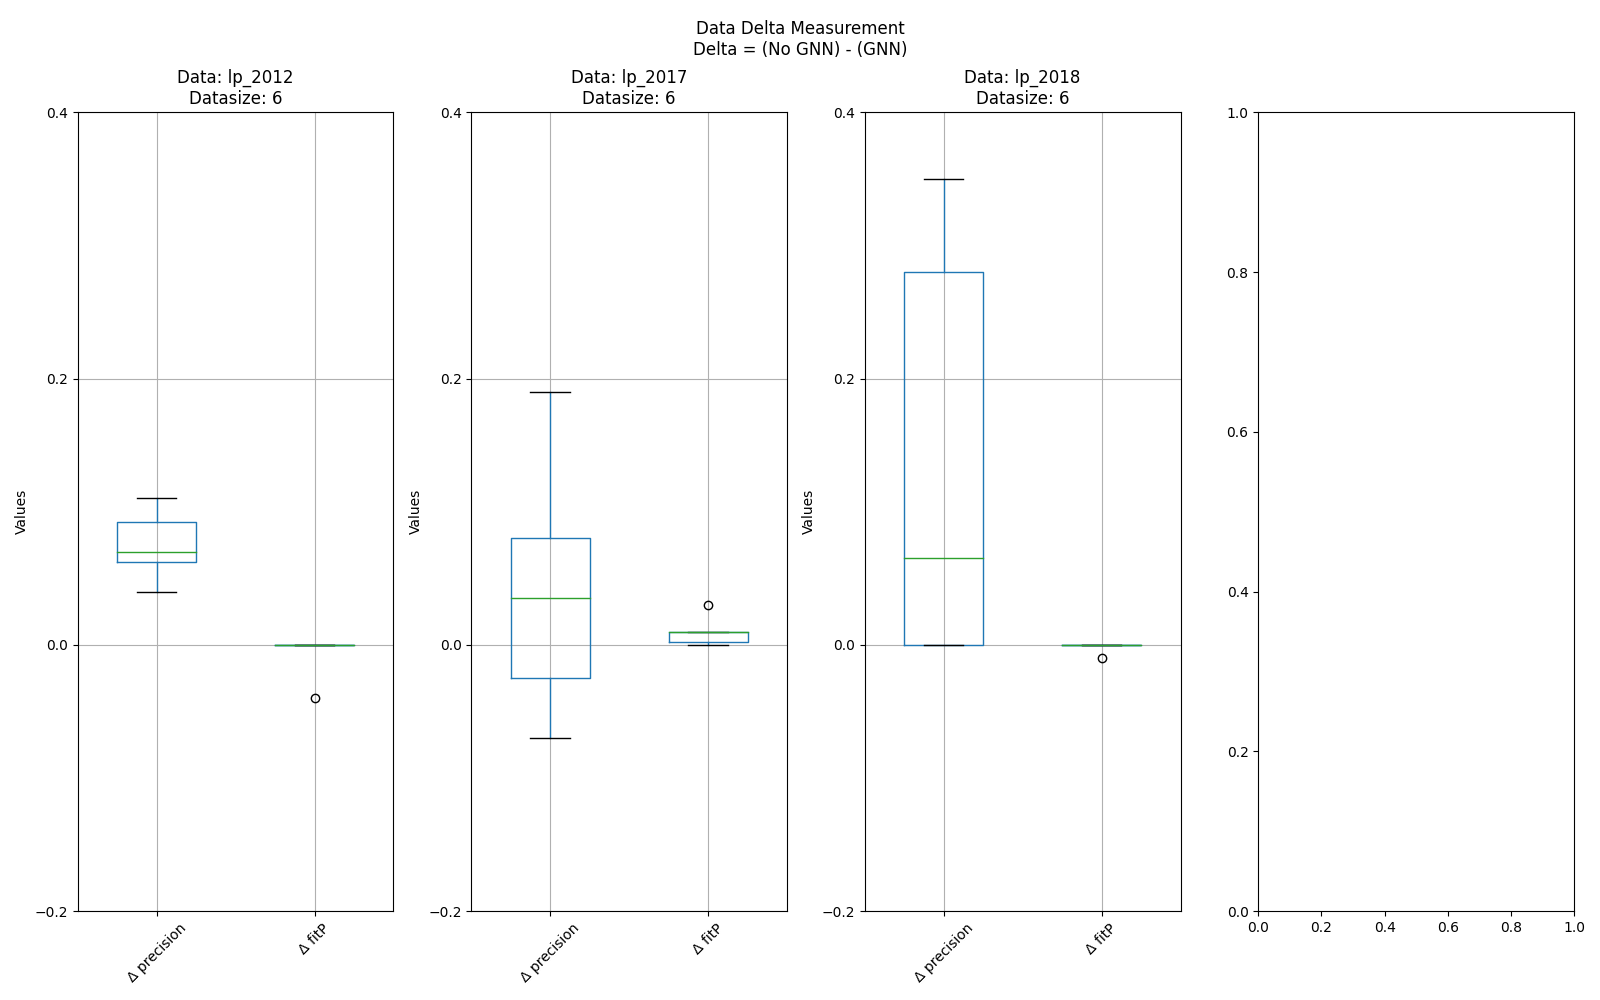 Data Delta Measurement
Delta = (No GNN) - (GNN)
Data: lp_2012
Datasize: 6
0.4
0.2
0.0
−0.2
Values
Δ precision
Δ fitP
Data: lp_2017
Datasize: 6
0.4
0.2
0.0
−0.2
Values
Δ precision
Δ fitP
Data: lp_2018
Datasize: 6
0.4
0.2
0.0
−0.2
Values
Δ precision
Δ fitP
1.0
0.8
0.6
0.4
0.2
0.0
0.0 0.2 0.4 0.6 0.8 1.0